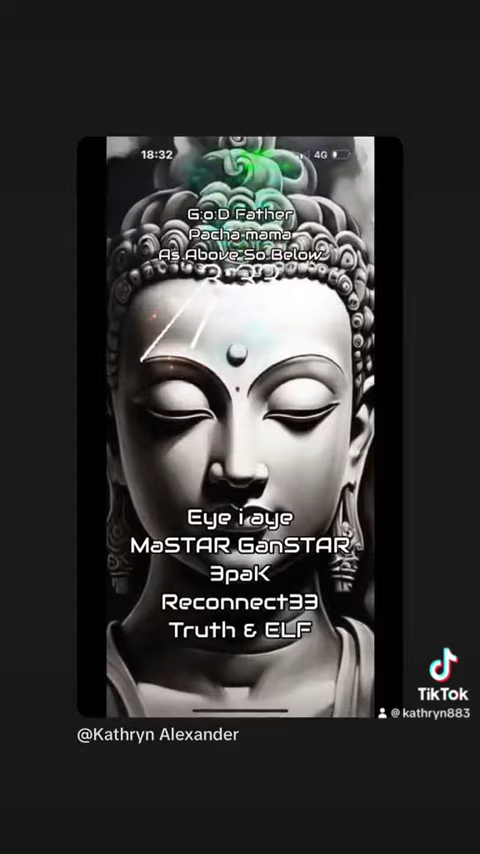 18:32
4G
G:o:D Father
Pacha mama
As Above So Below
Eye i aye
MaSTAR GanSTAR
3paK
Reconnect33
Truth & ELF
TikTok
@kathryn883
@Kathryn Alexander